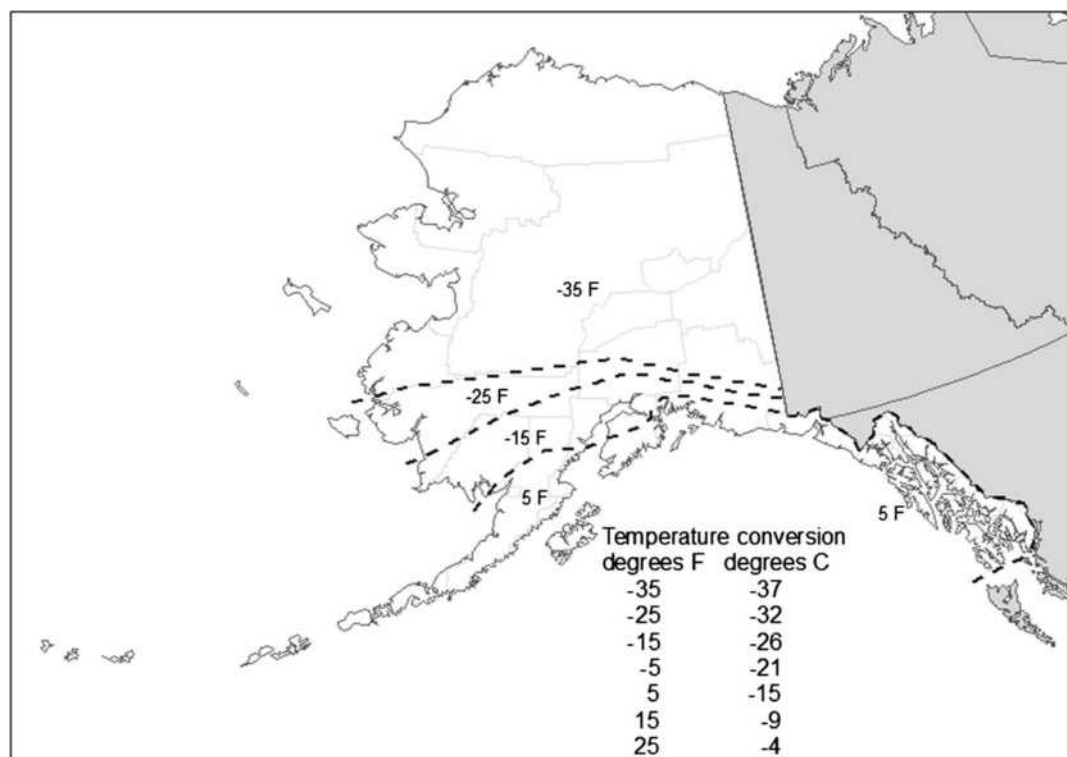 -35 F
-25 F
-15 F
5 F
5 F
Temperature conversion
degrees F degrees C
-35 -37
-25 -32
-15 -26
-5 -21
5 -15
15 -9
25 -4